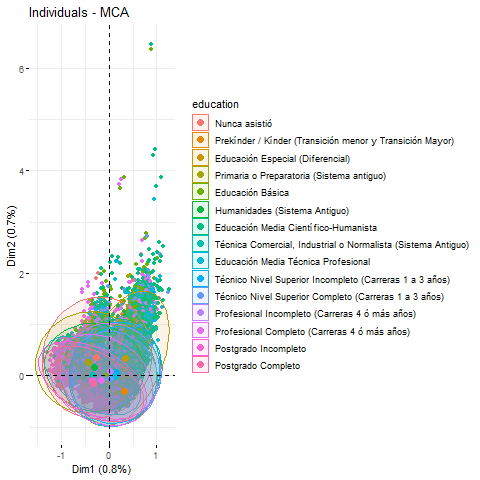 Individuals - MCA
education
Nunca asistió
Prekínder / Kínder (Transición menor y Transición Mayor)
Educación Especial (Diferencial)
Primaria o Preparatoria (Sistema antiguo)
Educación Básica
Humanidades (Sistema Antiguo)
Educación Media Científico-Humanista
Técnica Comercial, Industrial o Normalista (Sistema Antiguo)
Educación Media Técnica Profesional
Técnico Nivel Superior Incompleto (Carreras 1 a 3 años)
Técnico Nivel Superior Completo (Carreras 1 a 3 años)
Profesional Incompleto (Carreras 4 ó más años)
Profesional Completo (Carreras 4 ó más años)
Postgrado Incompleto
Postgrado Completo
Dim2 (0.7%)
6
4
2
0
-1
0
1
Dim1 (0.8%)